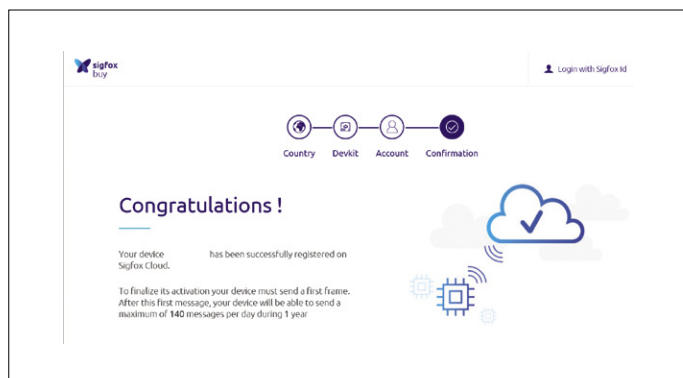 sigfox
buy
Login with Sigfox Id
Country Devkit Account Confirmation
Congratulations !
Your device has been successfully registered on
Sigfox Cloud.
To finalize its activation your device must send a first frame.
After this first message, your device will be able to send a
maximum of 140 messages per day during 1 year